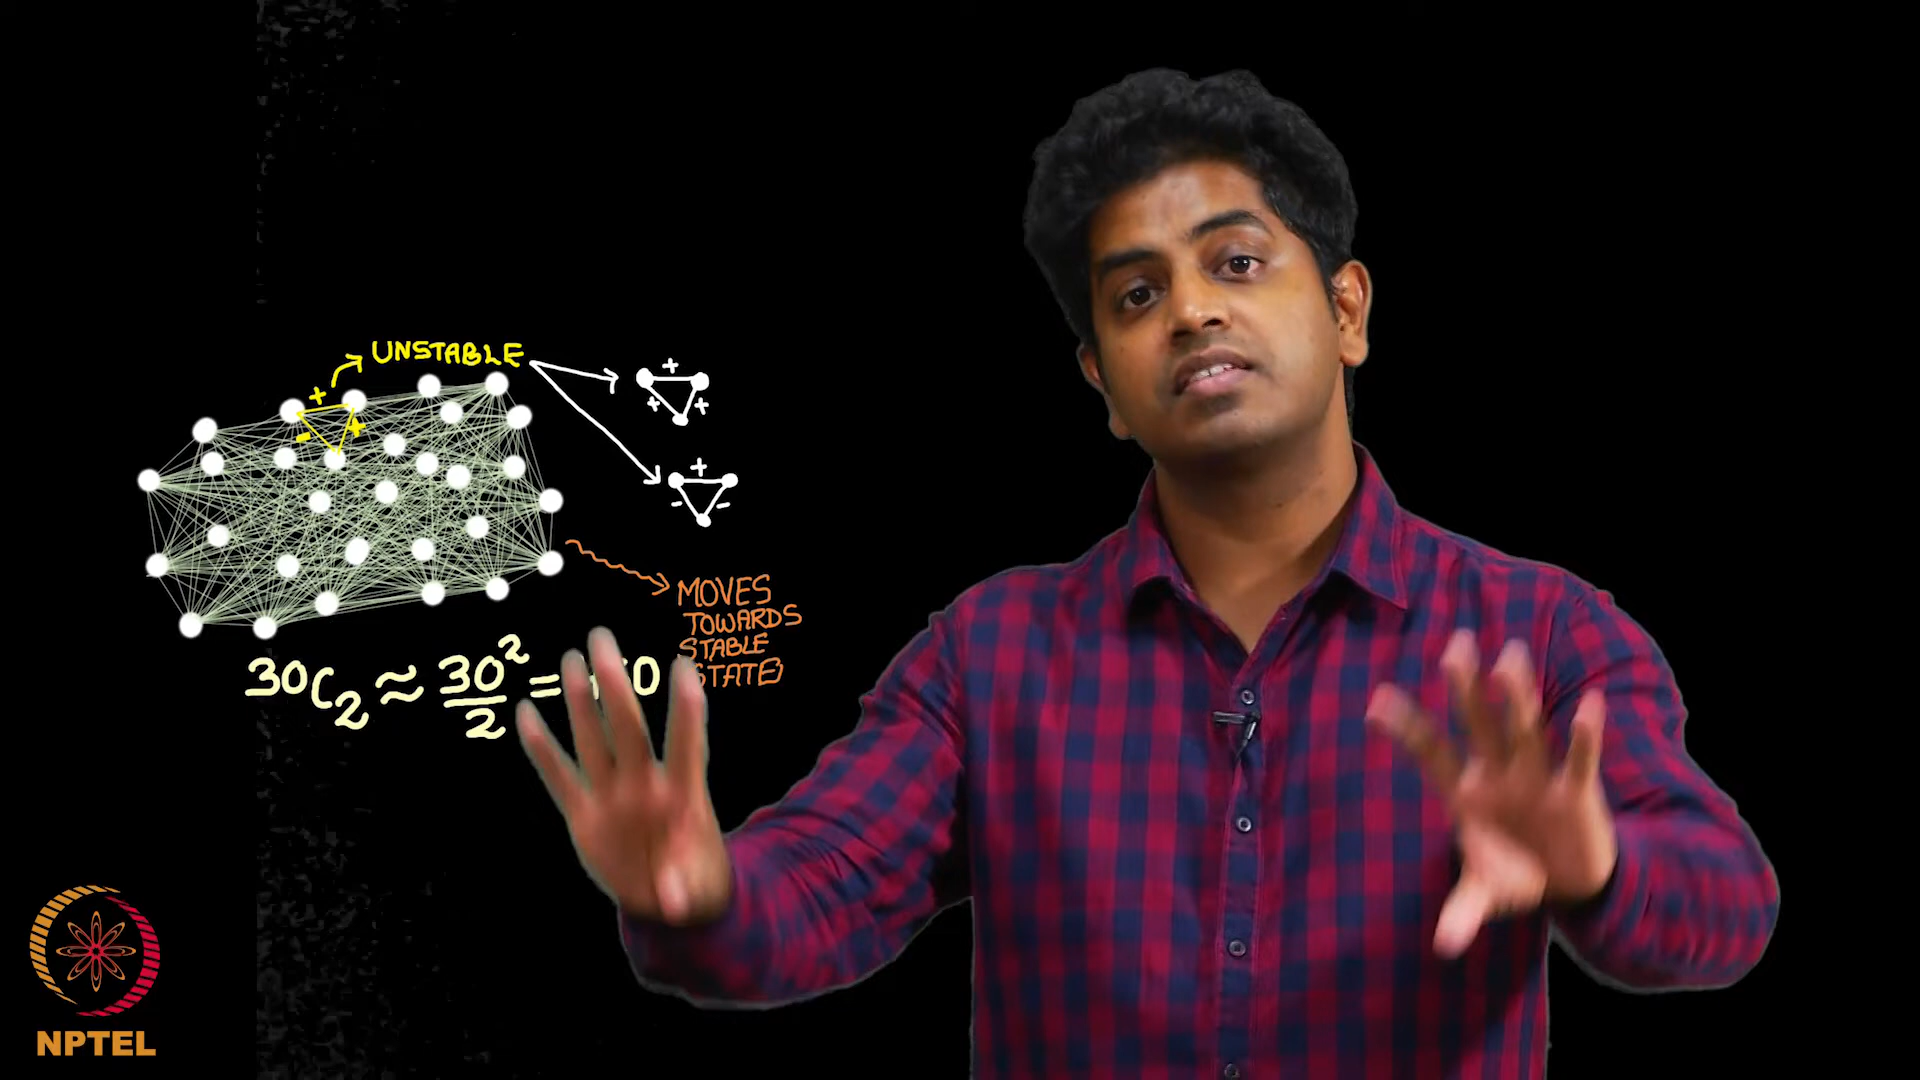 UNSTABLE
+
+
-
+
+
+
+
+
-
-
MOVES
TOWARDS
STABLE
STATE
30C2 ≈ 30²/2 =
NPTEL